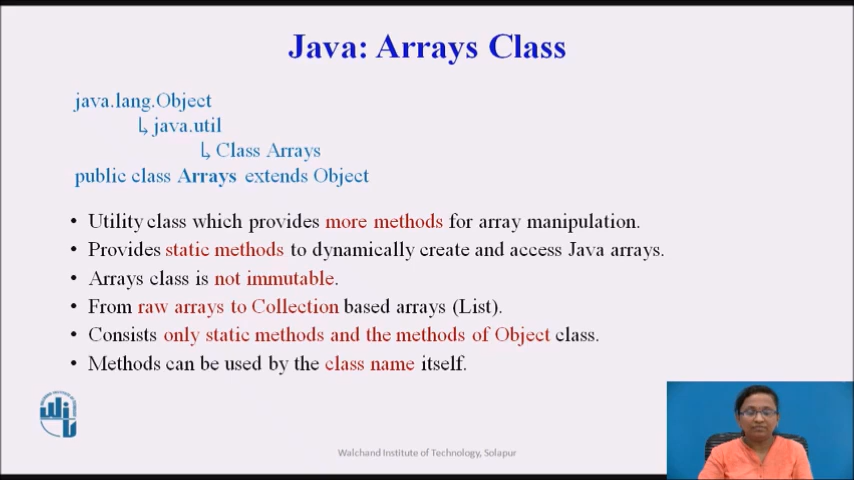 Java: Arrays Class
java.lang.Object
↳ java.util
↳ Class Arrays
public class Arrays extends Object
• Utility class which provides more methods for array manipulation.
• Provides static methods to dynamically create and access Java arrays.
• Arrays class is not immutable.
• From raw arrays to Collection based arrays (List).
• Consists only static methods and the methods of Object class.
• Methods can be used by the class name itself.
Walchand Institute of Technology, Solapur